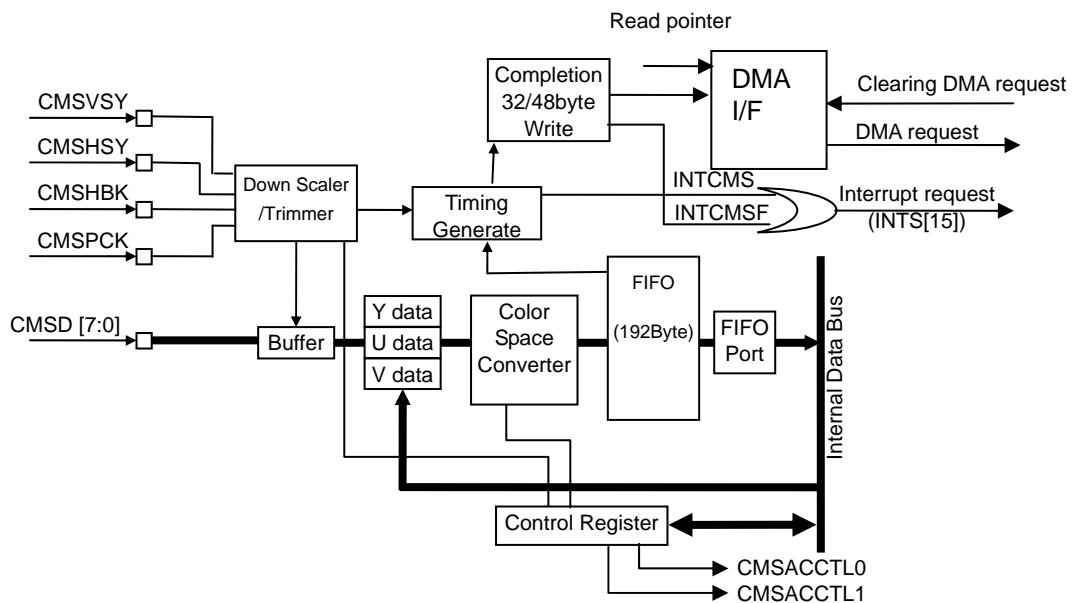 Read pointer
Completion
32/48byte
Write
DMA
I/F
Clearing DMA request
DMA request
CMSVSY
CMSHSY
CMSHBK
CMSPCK
Down Scaler
/Trimmer
Timing
Generate
INTCMS
INTCMSF
Interrupt request
(INTS[15])
CMSD [7:0]
Buffer
Y data
U data
V data
Color
Space
Converter
FIFO
(192Byte)
FIFO
Port
Internal Data Bus
Control Register
CMSACCTL0
CMSACCTL1